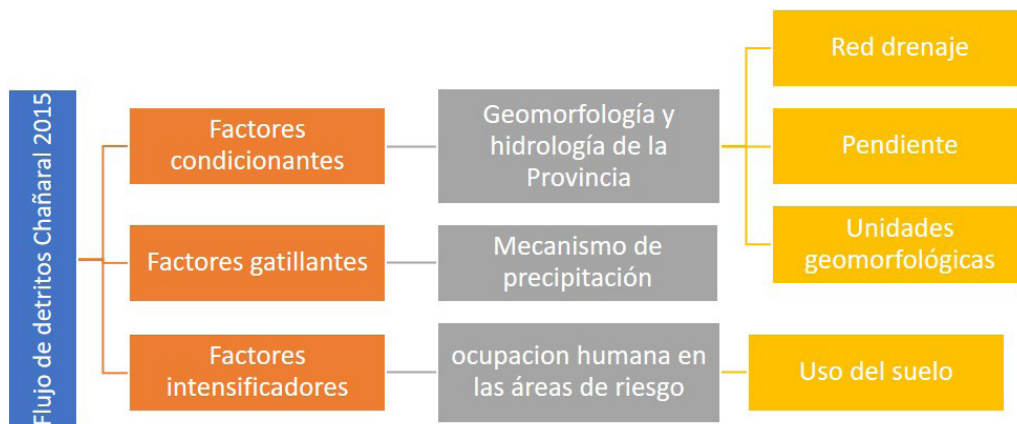 Flujo de detritos Chañaral 2015
Factores
condicionantes
Geomorfología y
hidrología de la
Provincia
Red drenaje
Pendiente
Unidades
geomorfológicas
Factores gatillantes
Mecanismo de
precipitación
Factores
intensificadores
ocupacion humana en
las áreas de riesgo
Uso del suelo